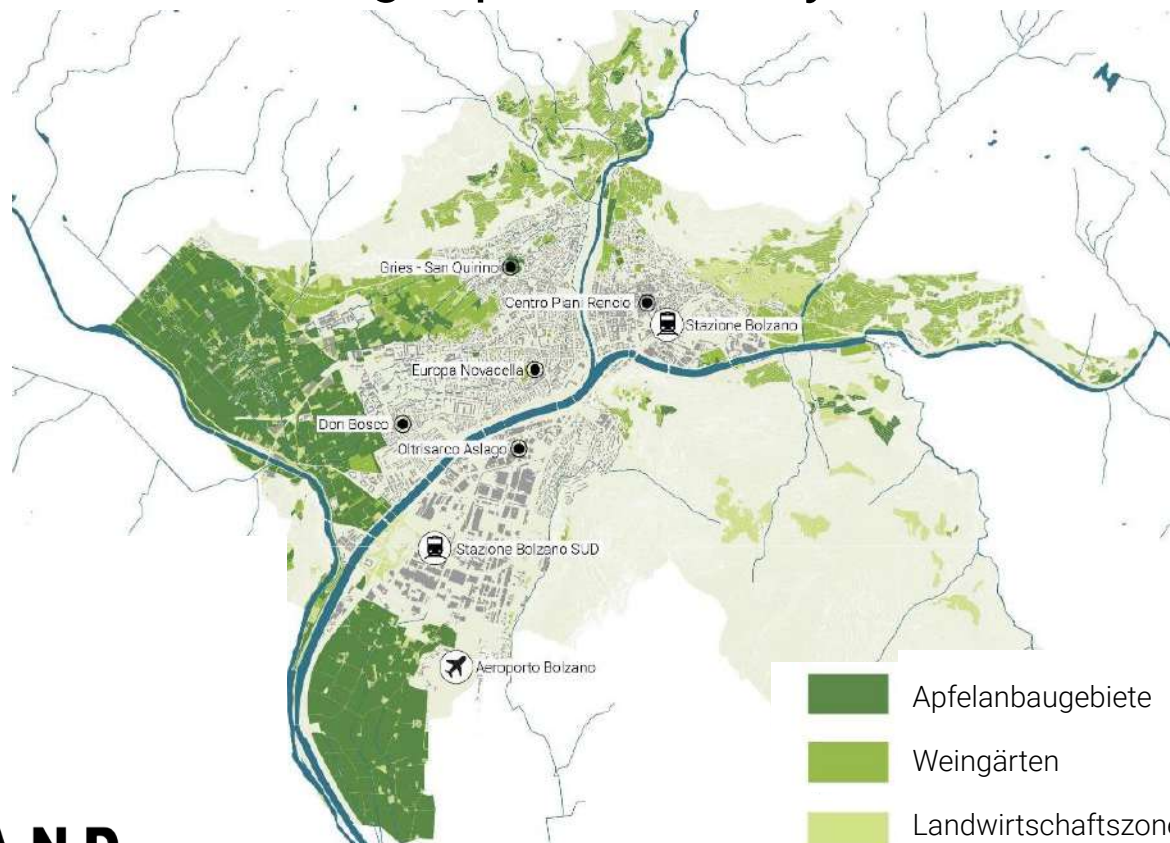 Gries - San Quirino
Centro Piani Rencio
Stazione Bolzano
Europa Novacella
Don Bosco
Oltrisarco Aslago
Stazione Bolzano SUD
Aeroporto Bolzano
Apfelanbaugebiete
Weingärten
Landwirtschaftszone